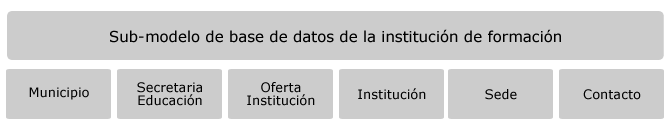 Sub-modelo de base de datos de la institución de formación
Municipio
Secretaria
Educación
Oferta
Institución
Institución
Sede
Contacto